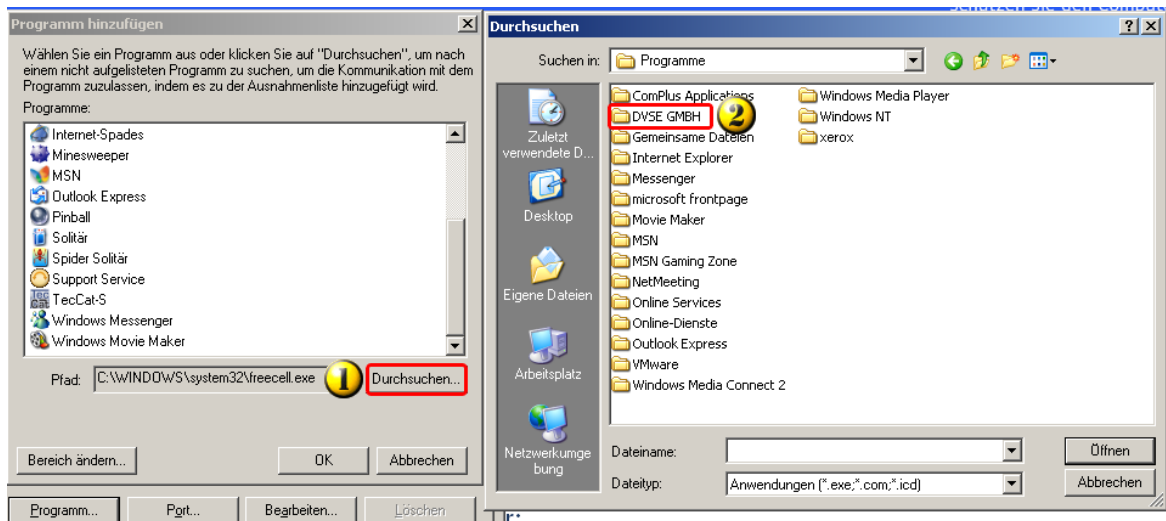 schützen Sie den Compute
Programm hinzufügen
Wählen Sie ein Programm aus oder klicken Sie auf "Durchsuchen", um nach
einem nicht aufgelisteten Programm zu suchen, um die Kommunikation mit dem
Programm zuzulassen, indem es zu der Ausnahmenliste hinzugefügt wird.
Programme:
Internet-Spades
Minesweeper
MSN
Outlook Express
Pinball
Solitär
Spider Solitär
Support Service
TecCat-S
Windows Messenger
Windows Movie Maker
Pfad: C:\WINDOWS\system32\freecell.exe 1 Durchsuchen...
Bereich ändern... OK Abbrechen
Programm... Port... Bearbeiten... Löschen
Durchsuchen
Suchen in: Programme
Zuletzt
verwendete D...
Desktop
Eigene Dateien
Arbeitsplatz
Netzwerkumge
bung
ComPlus Applications
DVSE GMBH 2
Gemeinsame Dateien
Internet Explorer
Messenger
microsoft frontpage
Movie Maker
MSN
MSN Gaming Zone
NetMeeting
Online Services
Online-Dienste
Outlook Express
VMware
Windows Media Connect 2
Windows Media Player
Windows NT
xerox
Dateiname: Öffnen
Dateityp: Anwendungen (*.exe;*.com;*.icd) Abbrechen